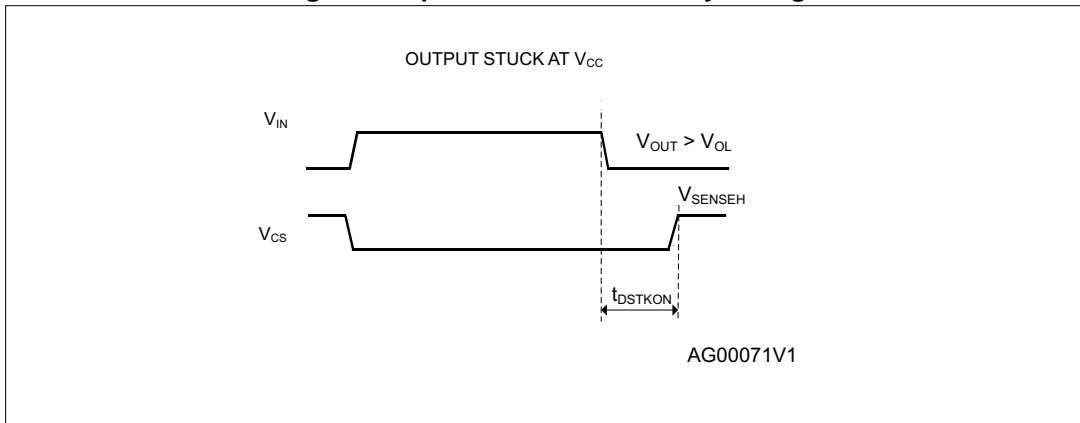 OUTPUT STUCK AT VCC
VIN
VOUT > VOL
VSENSEH
VCS
tDSTKON
AG00071V1